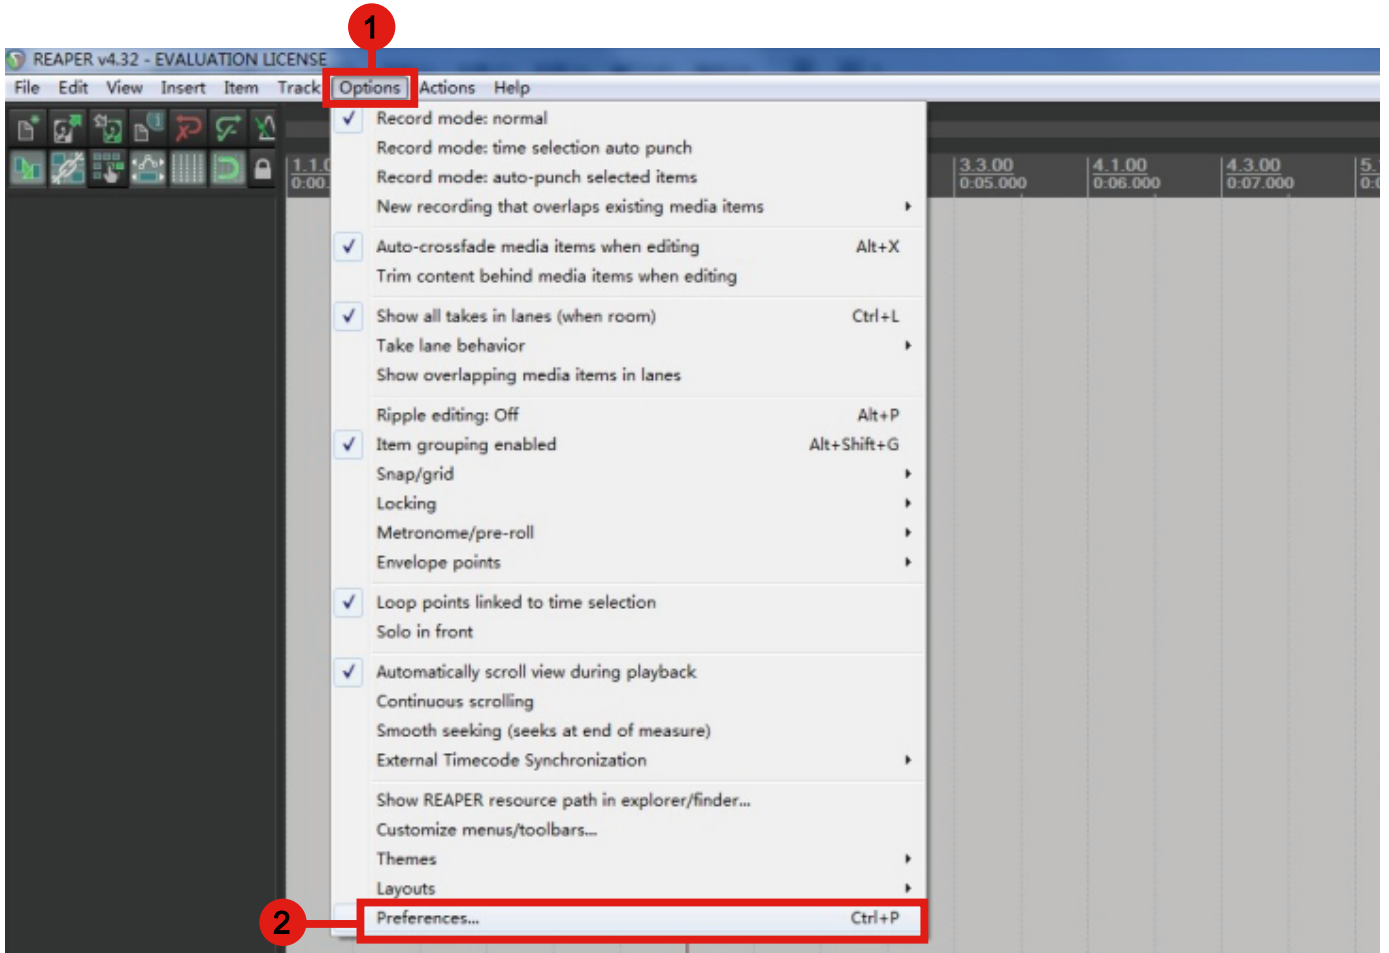 1
REAPER v4.32 - EVALUATION LICENSE
File Edit View Insert Item Track Options Actions Help
Record mode: normal
Record mode: time selection auto punch
Record mode: auto-punch selected items
New recording that overlaps existing media items
Auto-crossfade media items when editing Alt+X
Trim content behind media items when editing
Show all takes in lanes (when room) Ctrl+L
Take lane behavior
Show overlapping media items in lanes
Ripple editing: Off Alt+P
Item grouping enabled Alt+Shift+G
Snap/grid
Locking
Metronome/pre-roll
Envelope points
Loop points linked to time selection
Solo in front
Automatically scroll view during playback
Continuous scrolling
Smooth seeking (seeks at end of measure)
External Timecode Synchronization
Show REAPER resource path in explorer/finder...
Customize menus/toolbars...
Themes
Layouts
2 Preferences... Ctrl+P
3.3.00 4.1.00 4.3.00
0:05.000 0:06.000 0:07.000